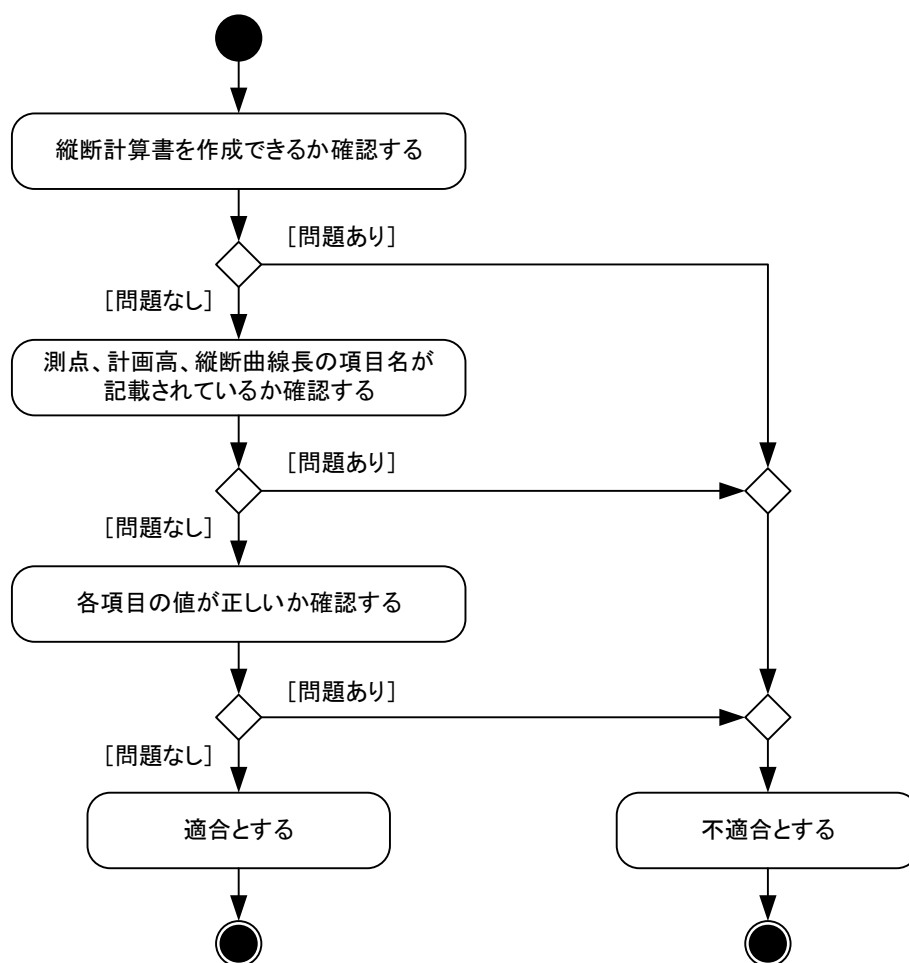 縦断計算書を作成できるか確認する
[問題あり]
[問題なし]
測点、計画高、縦断曲線長の項目名が
記載されているか確認する
[問題あり]
[問題なし]
各項目の値が正しいか確認する
[問題あり]
[問題なし]
適合とする
不適合とする